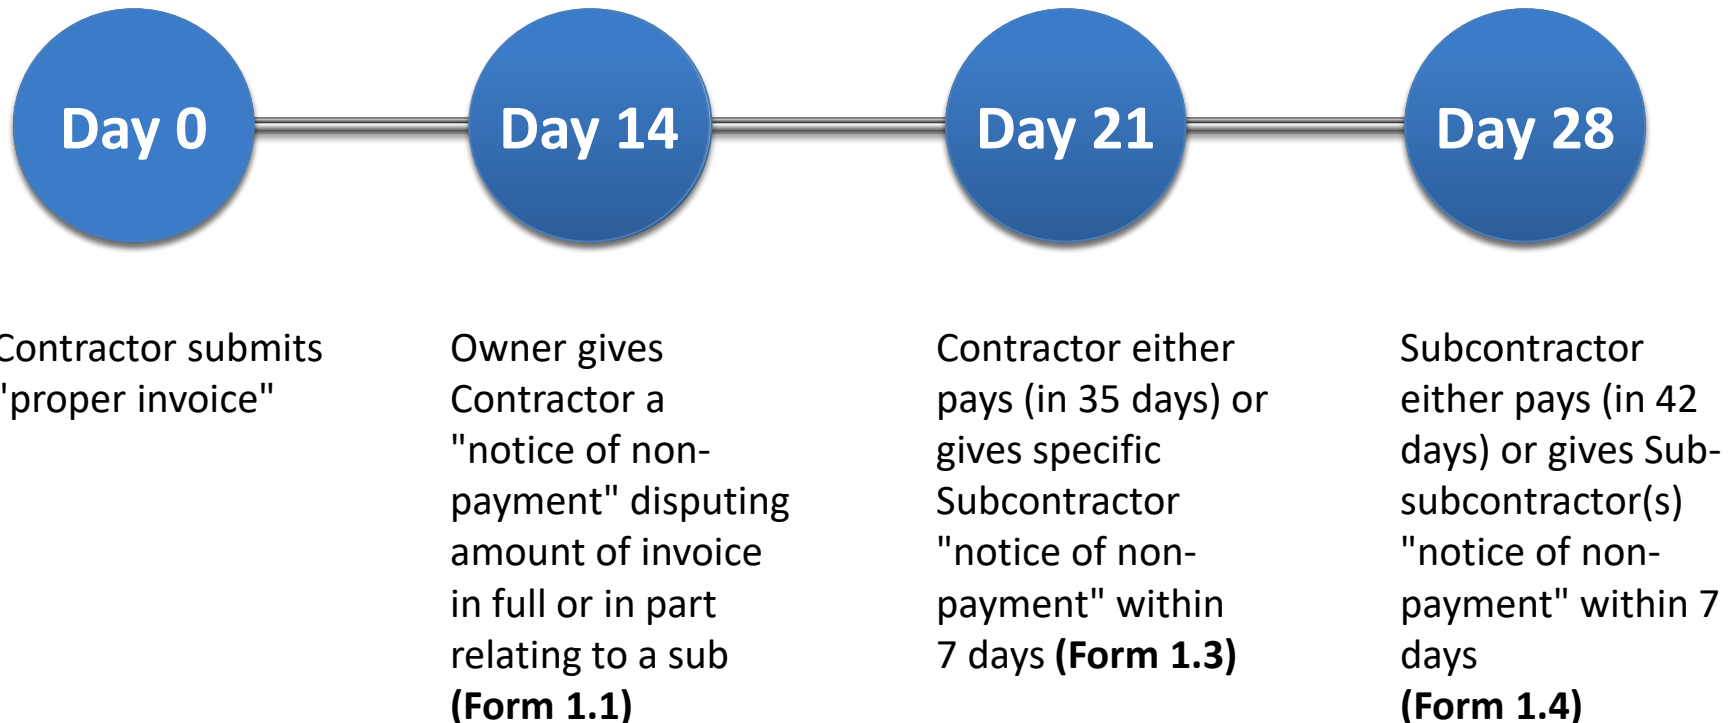 Day 0
Day 14
Day 21
Day 28
Contractor submits
"proper invoice"
Owner gives
Contractor a
"notice of non-
payment" disputing
amount of invoice
in full or in part
relating to a sub
(Form 1.1)
Contractor either
pays (in 35 days) or
gives specific
Subcontractor
"notice of non-
payment" within
7 days (Form 1.3)
Subcontractor
either pays (in 42
days) or gives Sub-
subcontractor(s)
"notice of non-
payment" within 7
days
(Form 1.4)